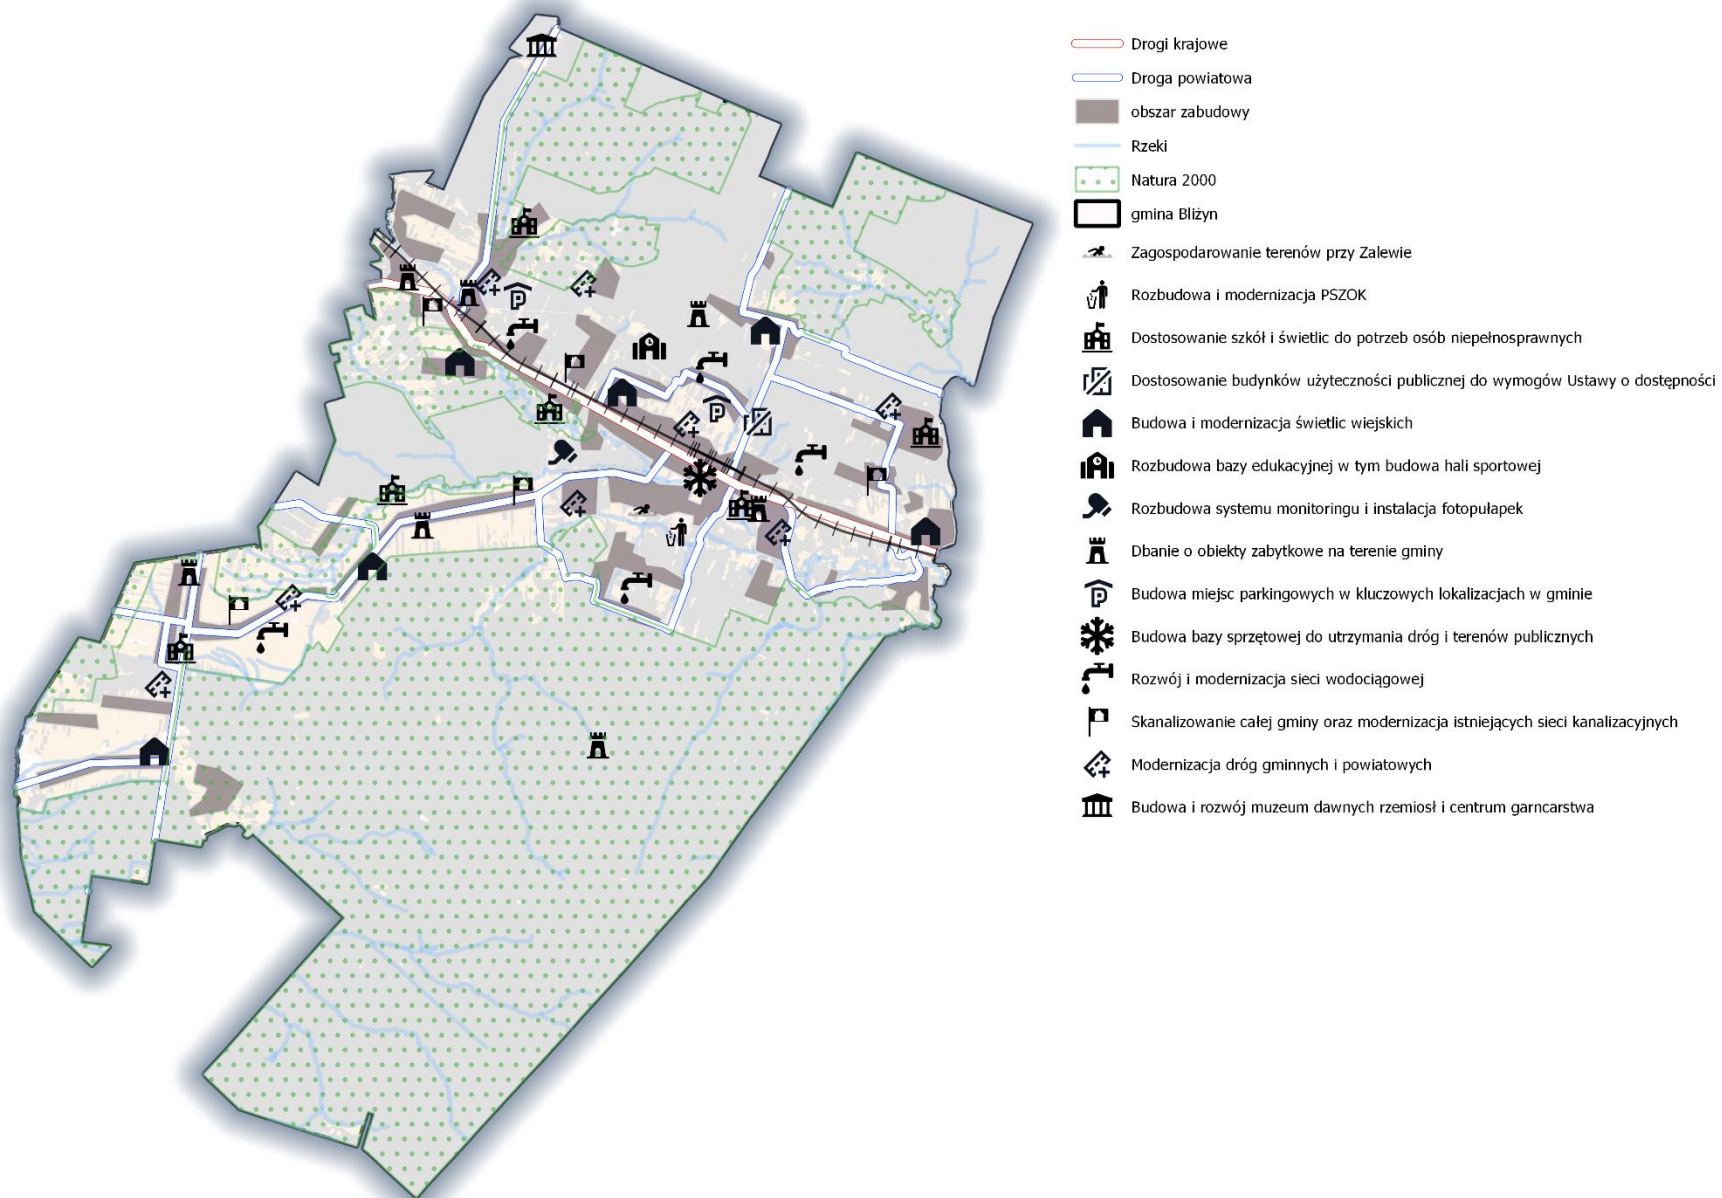 Drogi krajowe
Droga powiatowa
obszar zabudowy
Rzeki
Natura 2000
gmina Bliżyn
Zagospodarowanie terenów przy Zalewie
Rozbudowa i modernizacja PSZOK
Dostosowanie szkół i świetlic do potrzeb osób niepełnosprawnych
Dostosowanie budynków użyteczności publicznej do wymogów Ustawy o dostępności
Budowa i modernizacja świetlic wiejskich
Rozbudowa bazy edukacyjnej w tym budowa hali sportowej
Rozbudowa systemu monitoringu i instalacja fotopułapek
Dbanie o obiekty zabytkowe na terenie gminy
Budowa miejsc parkingowych w kluczowych lokalizacjach w gminie
Budowa bazy sprzętowej do utrzymania dróg i terenów publicznych
Rozwój i modernizacja sieci wodociągowej
Skanalizowanie całej gminy oraz modernizacja istniejących sieci kanalizacyjnych
Modernizacja dróg gminnych i powiatowych
Budowa i rozwój muzeum dawnych rzemiosł i centrum garncarstwa